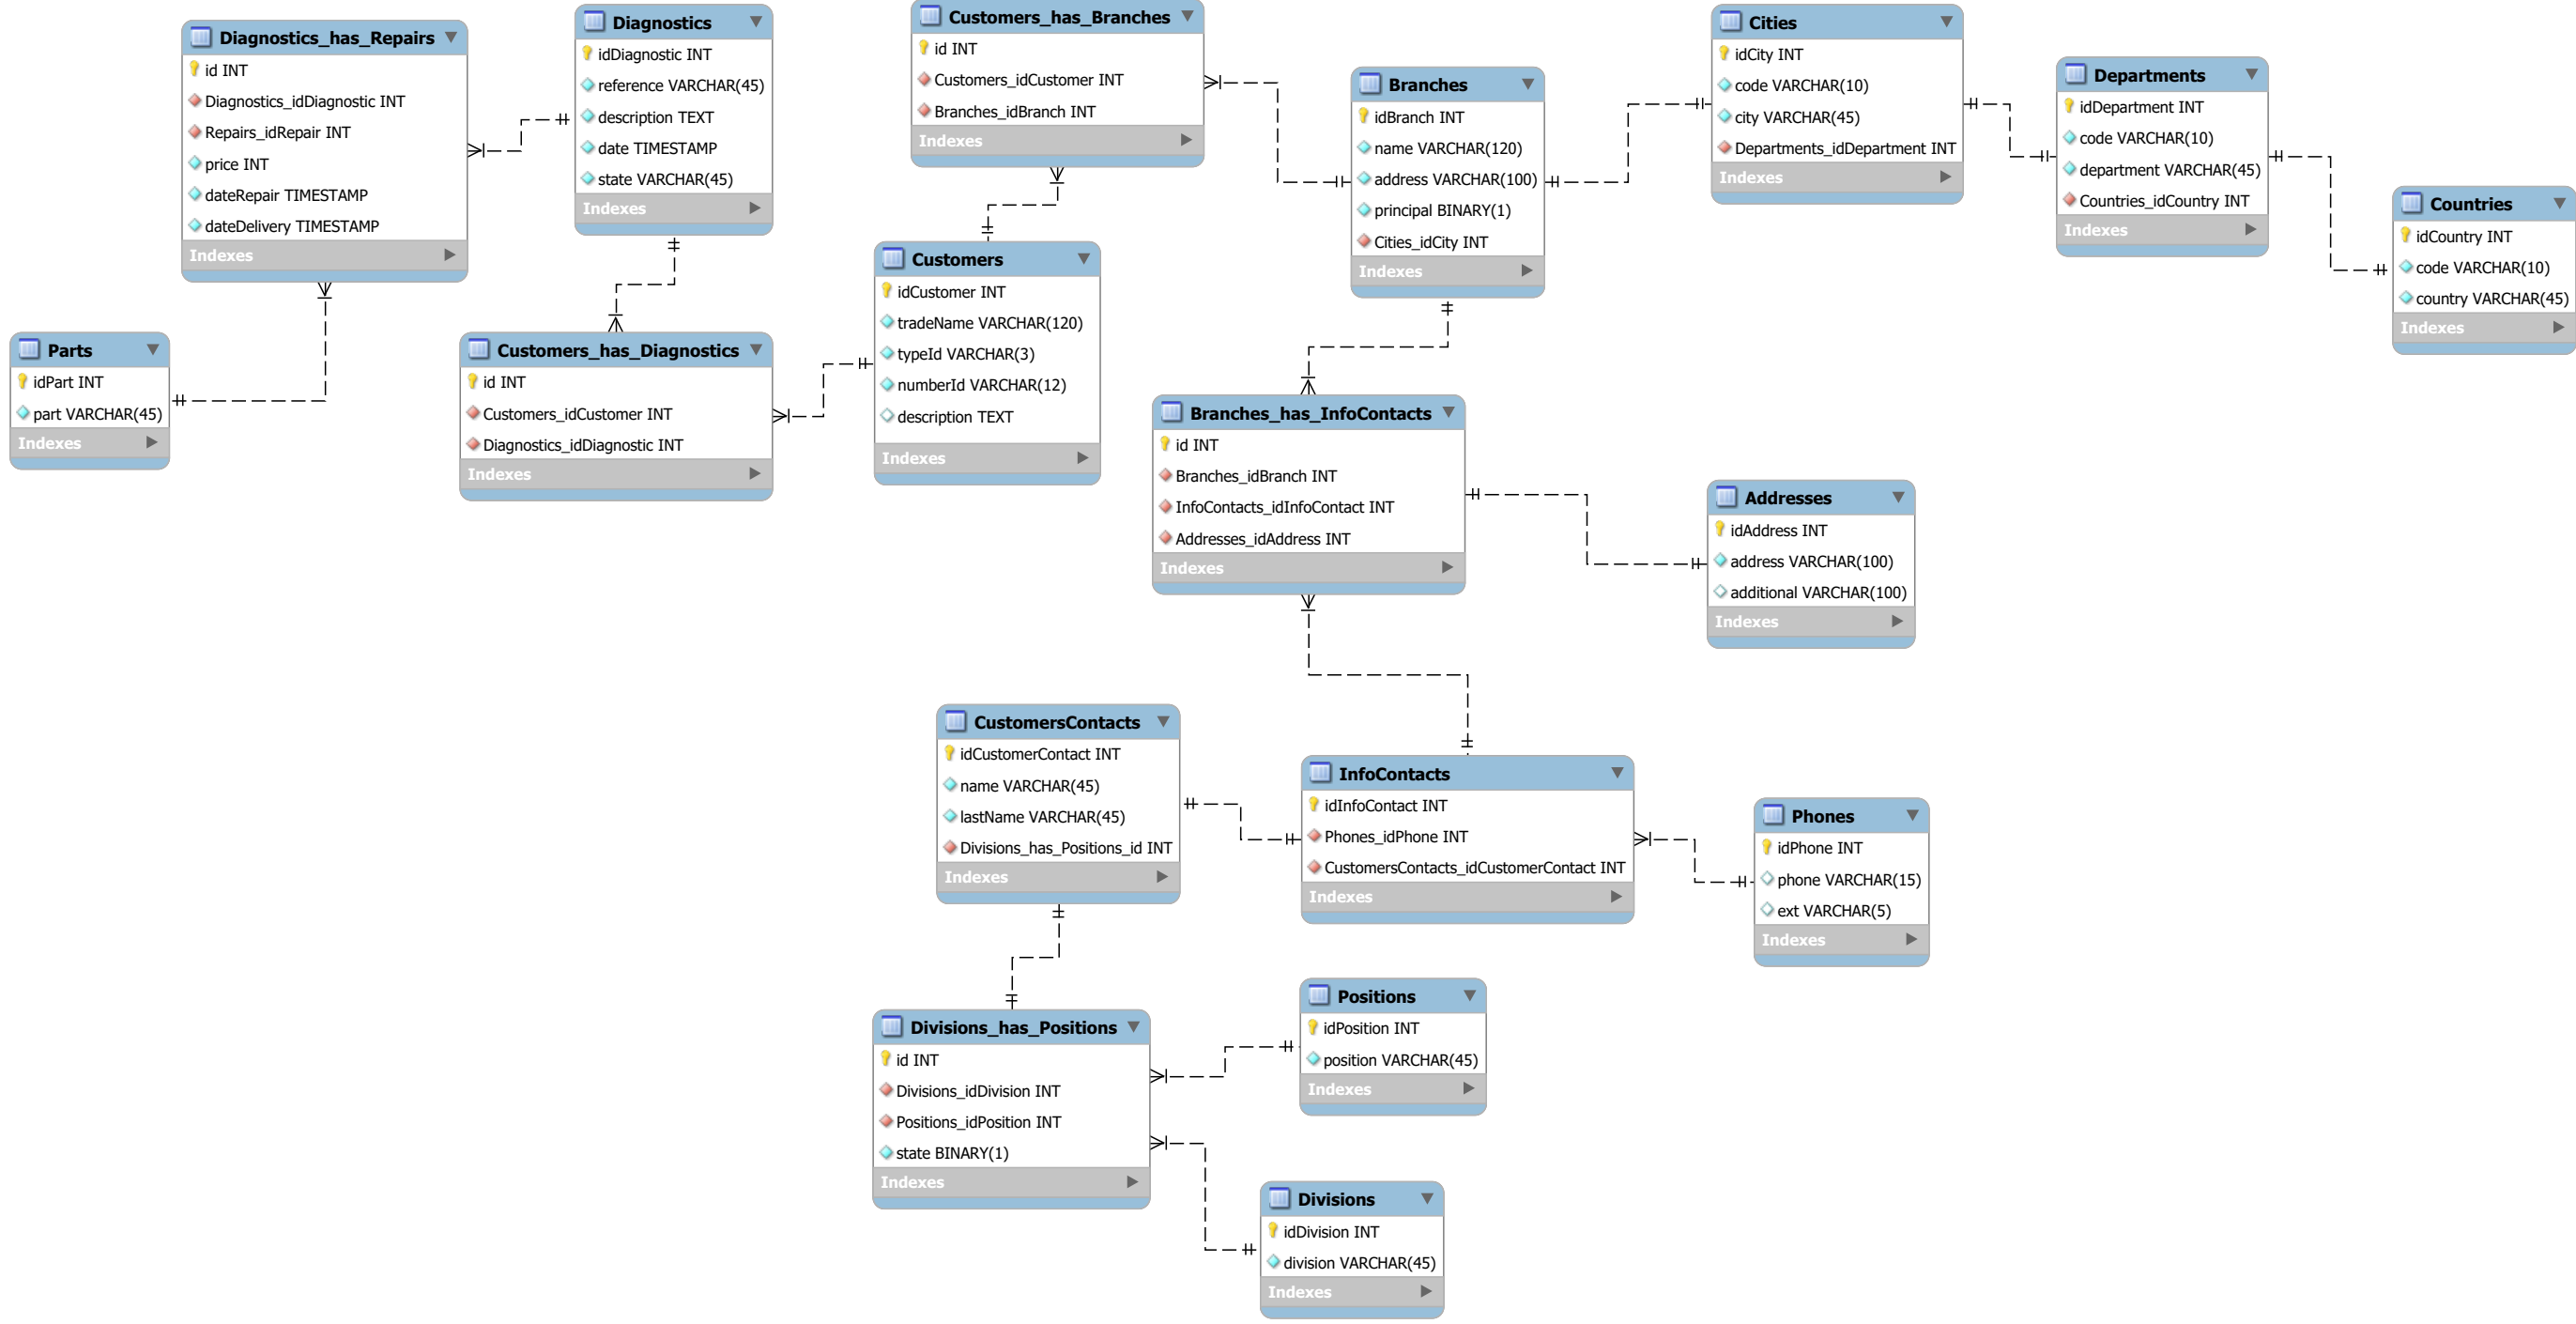 Diagnostics_has_Repairs
id INT
Diagnostics_idDiagnostic INT
Repairs_idRepair INT
price INT
dateRepair TIMESTAMP
dateDelivery TIMESTAMP
Indexes
Diagnostics
idDiagnostic INT
reference VARCHAR(45)
description TEXT
date TIMESTAMP
state VARCHAR(45)
Indexes
Customers_has_Branches
id INT
Customers_idCustomer INT
Branches_idBranch INT
Indexes
Branches
idBranch INT
name VARCHAR(120)
address VARCHAR(100)
principal BINARY(1)
Cities_idCity INT
Indexes
Cities
idCity INT
code VARCHAR(10)
city VARCHAR(45)
Departments_idDepartment INT
Indexes
Departments
idDepartment INT
code VARCHAR(10)
department VARCHAR(45)
Countries_idCountry INT
Indexes
Countries
idCountry INT
code VARCHAR(10)
country VARCHAR(45)
Indexes
Parts
idPart INT
part VARCHAR(45)
Indexes
Customers_has_Diagnostics
id INT
Customers_idCustomer INT
Diagnostics_idDiagnostic INT
Indexes
Customers
idCustomer INT
tradeName VARCHAR(120)
typeId VARCHAR(3)
numberId VARCHAR(12)
description TEXT
Indexes
Branches_has_InfoContacts
id INT
Branches_idBranch INT
InfoContacts_idInfoContact INT
Addresses_idAddress INT
Indexes
Addresses
idAddress INT
address VARCHAR(100)
additional VARCHAR(100)
Indexes
CustomersContacts
idCustomerContact INT
name VARCHAR(45)
lastName VARCHAR(45)
Divisions_has_Positions_id INT
Indexes
InfoContacts
idInfoContact INT
Phones_idPhone INT
CustomersContacts_idCustomerContact INT
Indexes
Phones
idPhone INT
phone VARCHAR(15)
ext VARCHAR(5)
Indexes
Divisions_has_Positions
id INT
Divisions_idDivision INT
Positions_idPosition INT
state BINARY(1)
Indexes
Positions
idPosition INT
position VARCHAR(45)
Indexes
Divisions
idDivision INT
division VARCHAR(45)
Indexes